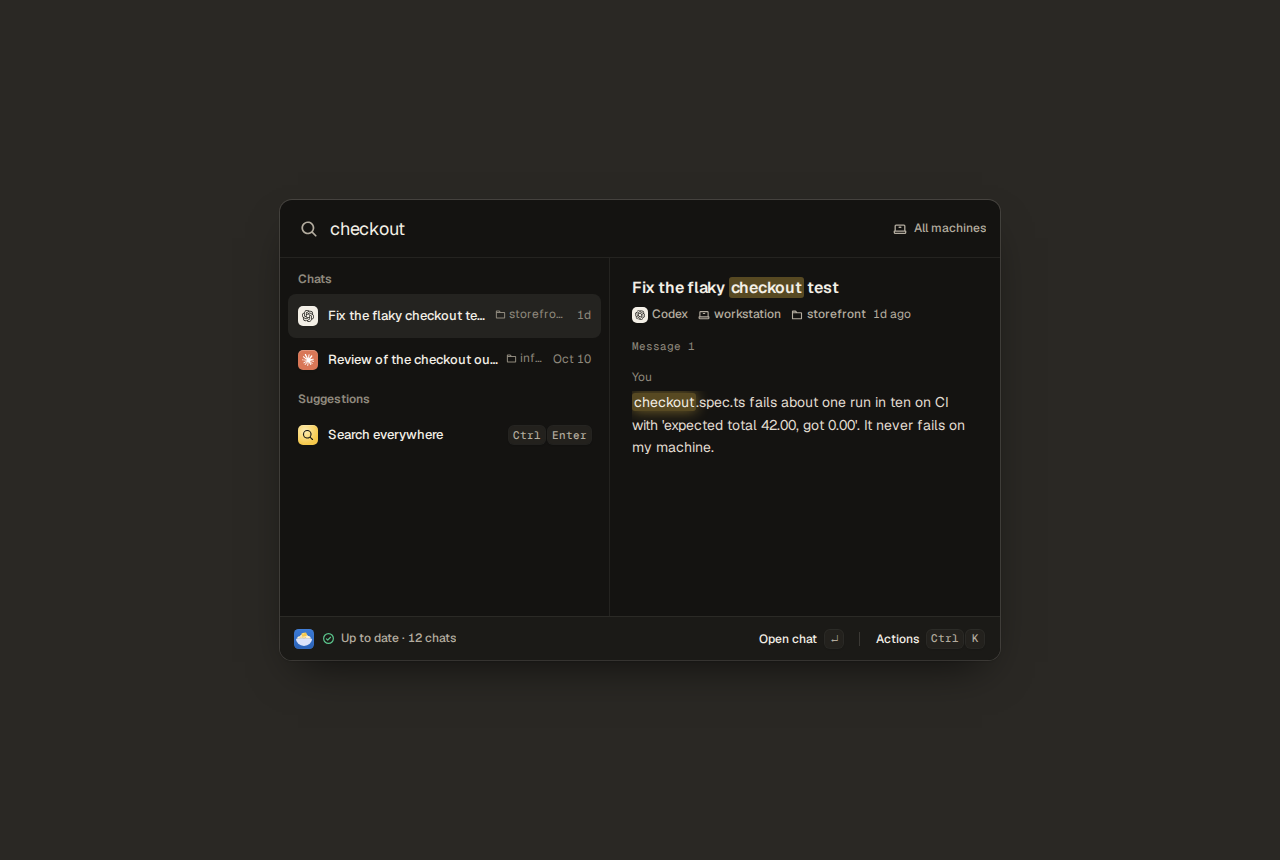 checkout
All machines
Chats
Fix the flaky checkout te... storefro... 1d
Review of the checkout ou... inf... Oct 10
Suggestions
Search everywhere Ctrl Enter
Fix the flaky checkout test
Codex workstation storefront 1d ago
Message 1
You
checkout.spec.ts fails about one run in ten on CI
with 'expected total 42.00, got 0.00'. It never fails on
my machine.
Up to date · 12 chats
Open chat ↵ Actions Ctrl K